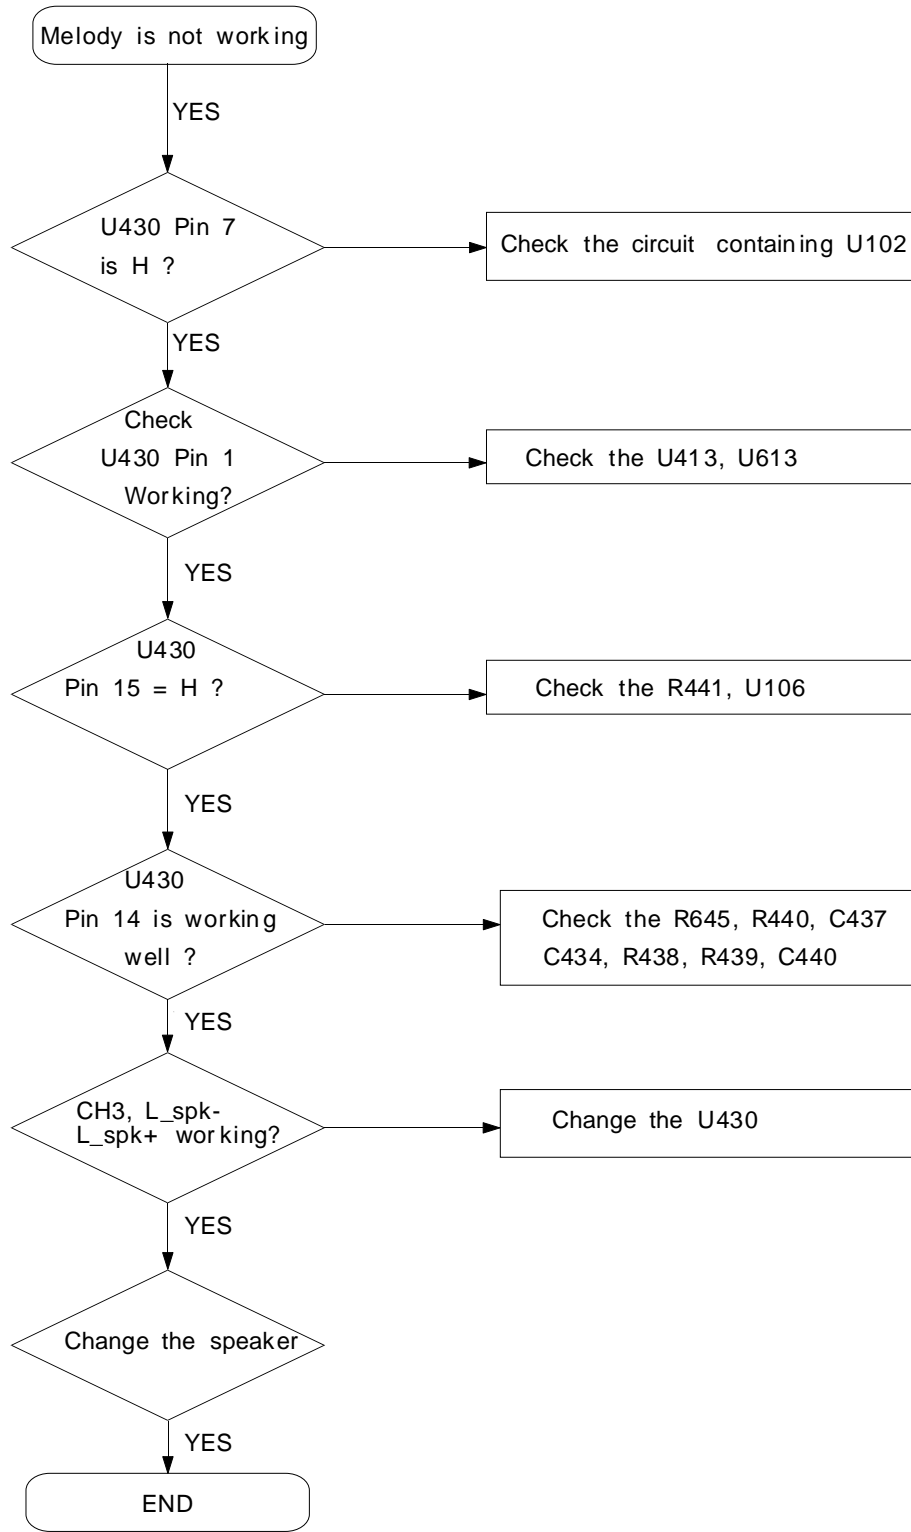 Melody is not working
YES
U430 Pin 7
is H ?
Check the circuit containing U102
YES
Check
U430 Pin 1
Working?
Check the U413, U613
YES
U430
Pin 15 = H ?
Check the R441, U106
YES
U430
Pin 14 is working
well ?
Check the R645, R440, C437
C434, R438, R439, C440
YES
CH3, L_spk-
L_spk+ working?
Change the U430
YES
Change the speaker
YES
END